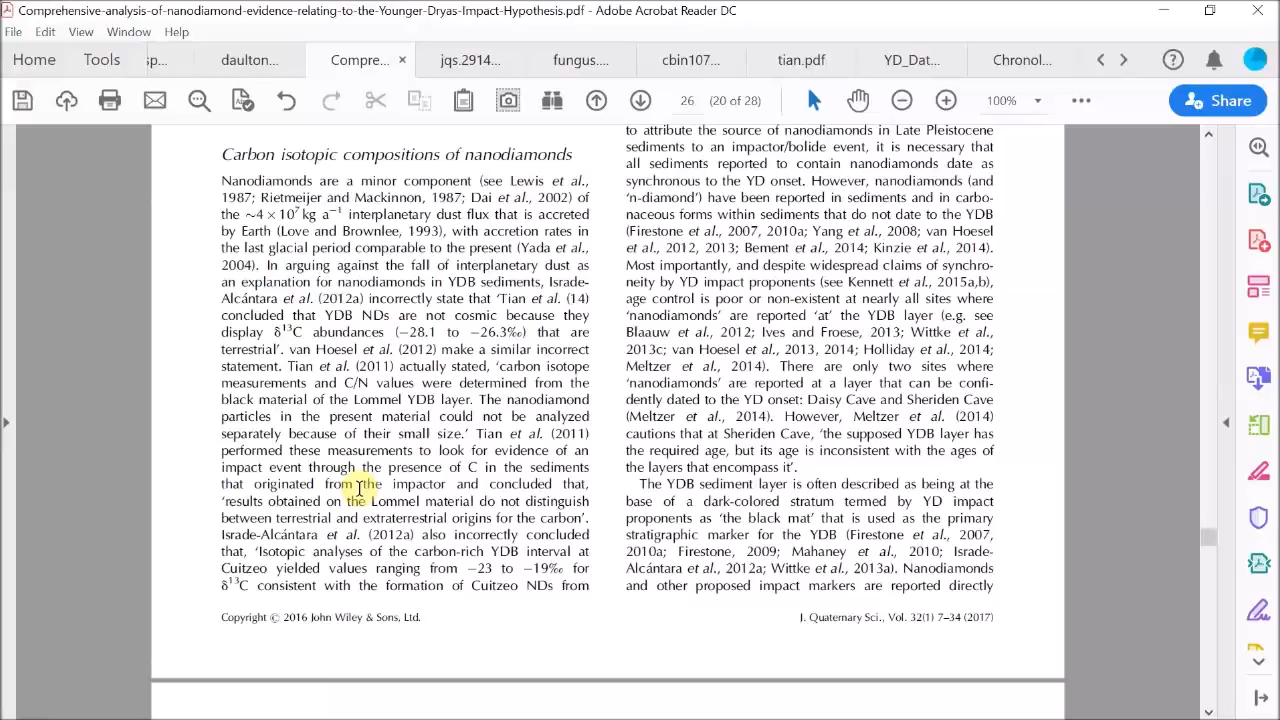 Comprehensive-analysis-of-nanodiamond-evidence-relating-to-the-Younger-Dryas-Impact-Hypothesis.pdf - Adobe Acrobat Reader DC
File Edit View Window Help
Home Tools sp... daulton... Compre... jqs.2914... fungus.... cbin107... tian.pdf YD_Dat... Chronol...
26 (20 of 28) 100% Share
Carbon isotopic compositions of nanodiamonds
Nanodiamonds are a minor component (see Lewis et al.,
1987; Rietmeijer and Mackinnon, 1987; Dai et al., 2002) of
the ∼4 × 10⁷ kg a⁻¹ interplanetary dust flux that is accreted
by Earth (Love and Brownlee, 1993), with accretion rates in
the last glacial period comparable to the present (Yada et al.,
2004). In arguing against the fall of interplanetary dust as
an explanation for nanodiamonds in YDB sediments, Israde-
Alcántara et al. (2012a) incorrectly state that ‘Tian et al. (14)
concluded that YDB NDs are not cosmic because they
display δ¹³C abundances (−28.1 to −26.3‰) that are
terrestrial’. van Hoesel et al. (2012) make a similar incorrect
statement. Tian et al. (2011) actually stated, ‘carbon isotope
measurements and C/N values were determined from the
black material of the Lommel YDB layer. The nanodiamond
particles in the present material could not be analyzed
separately because of their small size.’ Tian et al. (2011)
performed these measurements to look for evidence of an
impact event through the presence of C in the sediments
that originated from the impactor and concluded that,
‘results obtained on the Lommel material do not distinguish
between terrestrial and extraterrestrial origins for the carbon’.
Israde-Alcántara et al. (2012a) also incorrectly concluded
that, ‘Isotopic analyses of the carbon-rich YDB interval at
Cuitzeo yielded values ranging from −23 to −19‰ for
δ¹³C consistent with the formation of Cuitzeo NDs from
to attribute the source of nanodiamonds in Late Pleistocene
sediments to an impactor/bolide event, it is necessary that
all sediments reported to contain nanodiamonds date as
synchronous to the YD onset. However, nanodiamonds (and
‘n-diamond’) have been reported in sediments and in carbo-
naceous forms within sediments that do not date to the YDB
(Firestone et al., 2007, 2010a; Yang et al., 2008; van Hoesel
et al., 2012, 2013; Bement et al., 2014; Kinzie et al., 2014).
Most importantly, and despite widespread claims of synchro-
neity by YD impact proponents (see Kennett et al., 2015a,b),
age control is poor or non-existent at nearly all sites where
‘nanodiamonds’ are reported ‘at’ the YDB layer (e.g. see
Blaauw et al., 2012; Ives and Froese, 2013; Wittke et al.,
2013c; van Hoesel et al., 2013, 2014; Holliday et al., 2014;
Meltzer et al., 2014). There are only two sites where
‘nanodiamonds’ are reported at a layer that can be confi-
dently dated to the YD onset: Daisy Cave and Sheriden Cave
(Meltzer et al., 2014). However, Meltzer et al. (2014)
cautions that at Sheriden Cave, ‘the supposed YDB layer has
the required age, but its age is inconsistent with the ages of
the layers that encompass it’.
The YDB sediment layer is often described as being at the
base of a dark-colored stratum termed by YD impact
proponents as ‘the black mat’ that is used as the primary
stratigraphic marker for the YDB (Firestone et al., 2007,
2010a; Firestone, 2009; Mahaney et al., 2010; Israde-
Alcántara et al., 2012a; Wittke et al., 2013a). Nanodiamonds
and other proposed impact markers are reported directly
Copyright © 2016 John Wiley & Sons, Ltd.
J. Quaternary Sci., Vol. 32(1) 7–34 (2017)